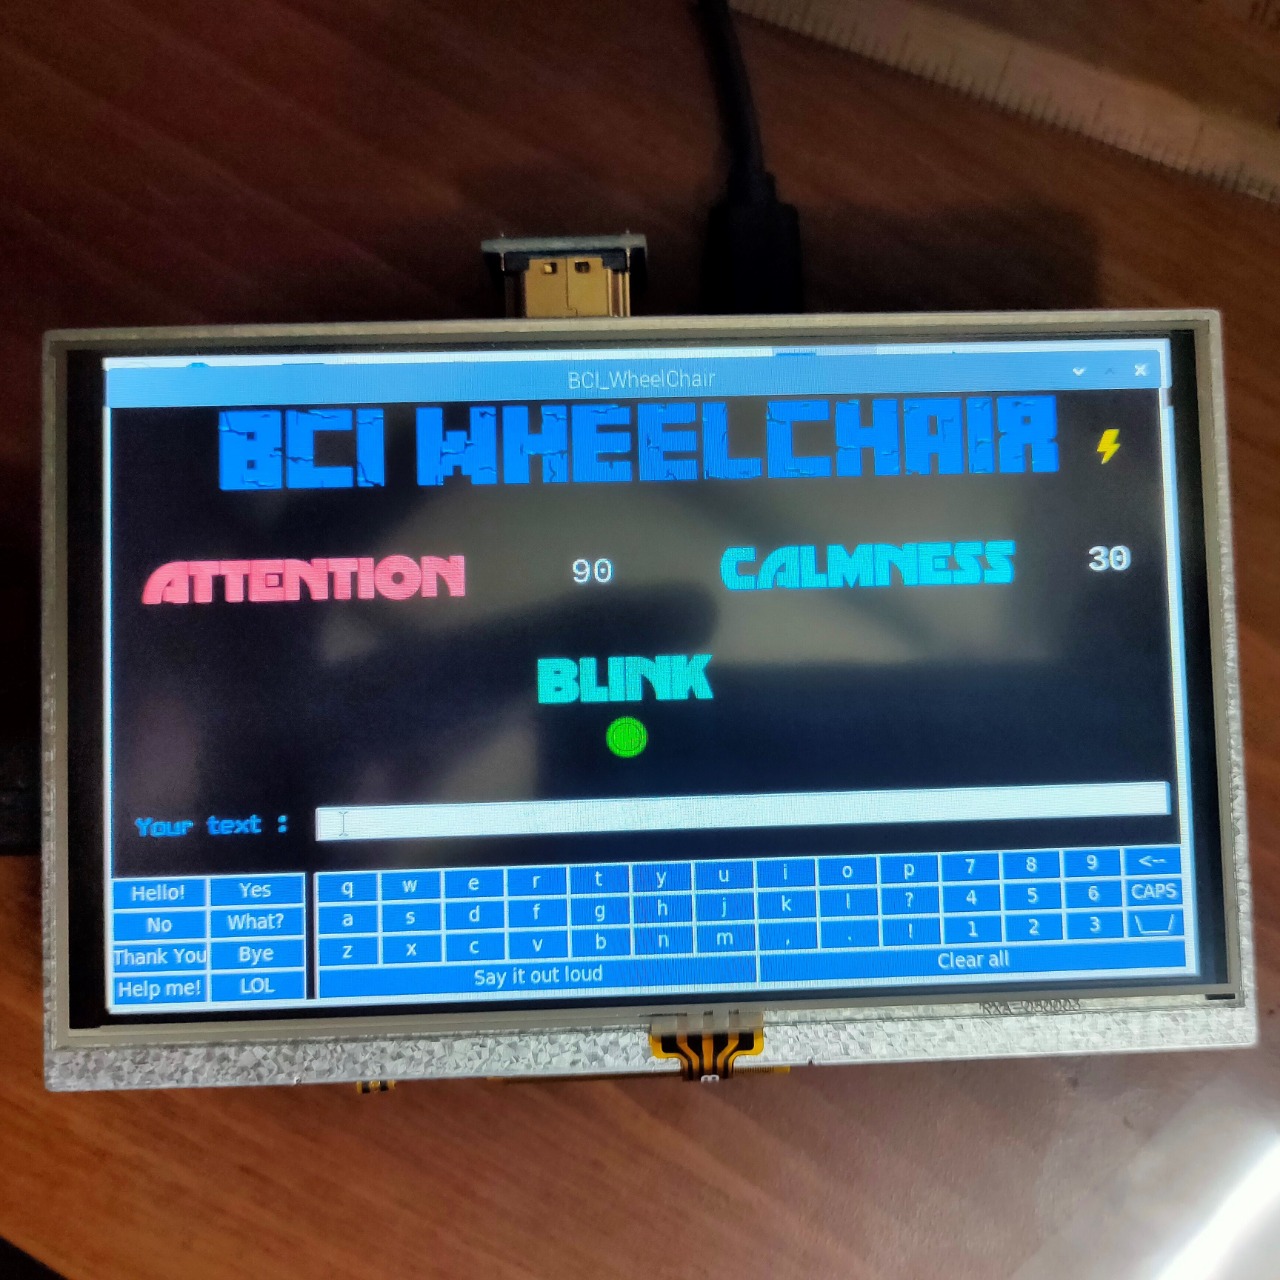 BCI_WheelChair
BCI WHEELCHAIR
ATTENTION 90 CALMNESS 30
BLINK
Your text :
Hello! Yes q w e r t y u i o p 7 8 9 <--
No What? a s d f g h j k l ? 4 5 6 CAPS
Thank You Bye z x c v b n m , . ! 1 2 3 \__/
Help me! LOL Say it out loud Clear all